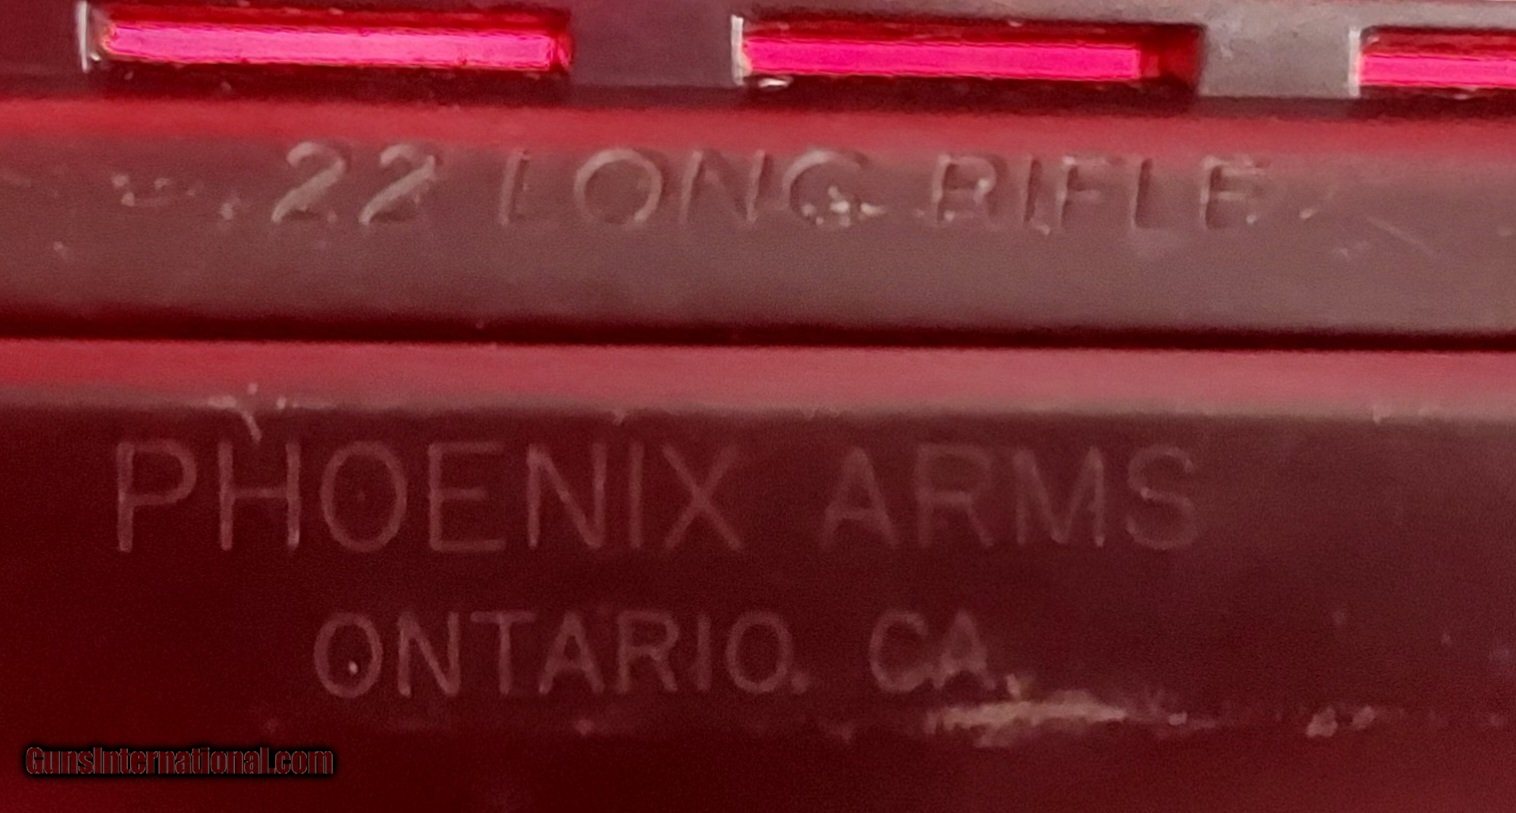 .22 LONG RIFLE
PHOENIX ARMS
ONTARIO. CA.
GunsInternational.com